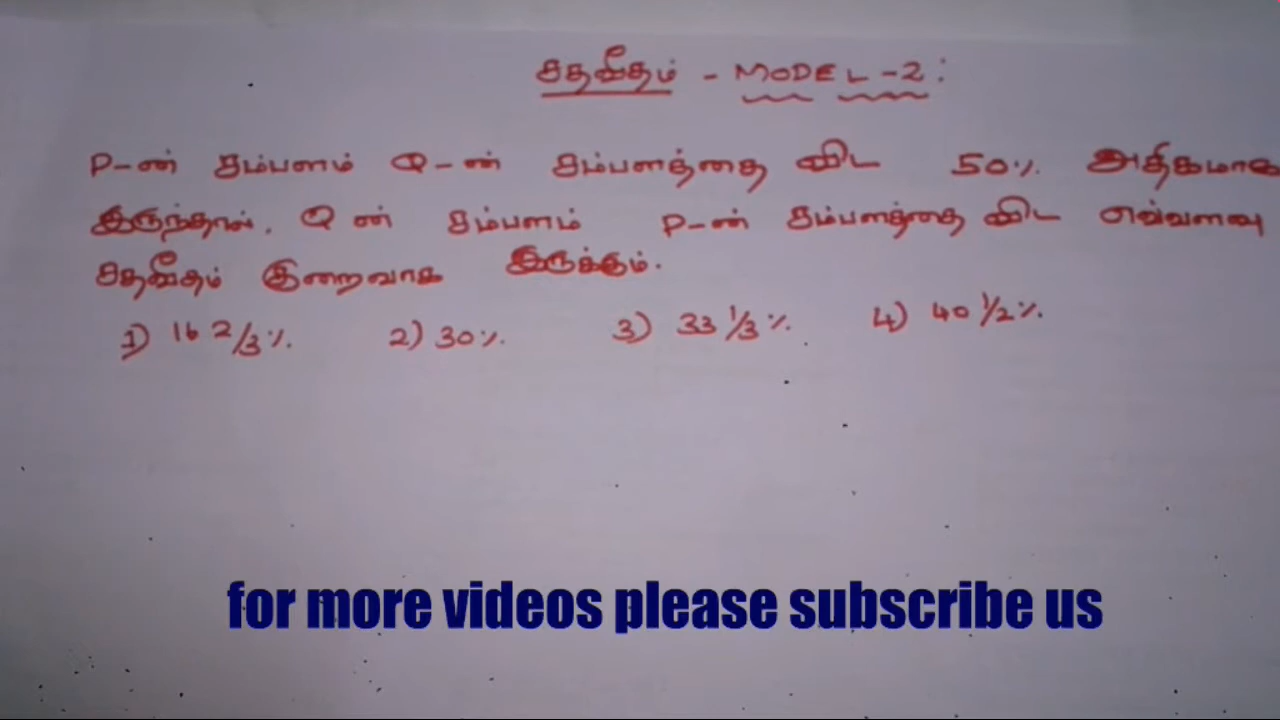 சதவீதம் - MODEL - 2 :
P-ன் சம்பளம் Q-ன் சம்பளத்தை விட 50% அதிகமாக
இருந்தால், Q ன் சம்பளம் P-ன் சம்பளத்தை விட எவ்வளவு
சதவீதம் இறைவாக இருக்கும்.
1) 16 2/3 % 2) 30 % 3) 33 1/3 % 4) 40 1/2 %
for more videos please subscribe us